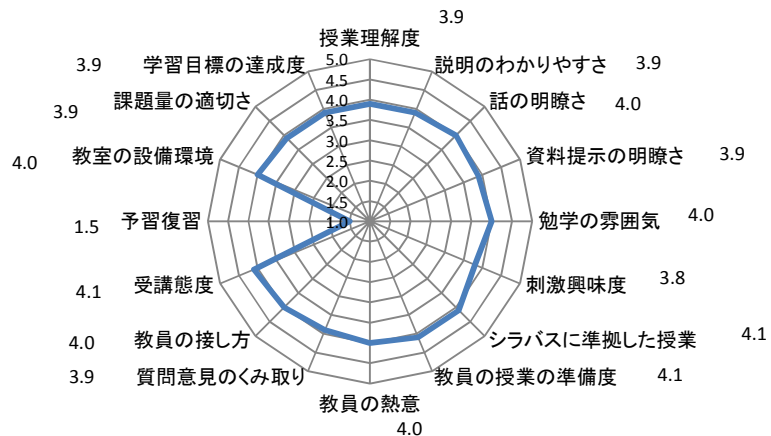 3.9
授業理解度
3.9 学習目標の達成度 5.0 説明のわかりやすさ 3.9
4.5
3.9 課題量の適切さ 4.0 話の明瞭さ 4.0
3.5
4.0 教室の設備環境 3.0 資料提示の明瞭さ 3.9
2.5
2.0
1.5
1.5 予習復習 1.0 勉学の雰囲気 4.0
4.1 受講態度 刺激興味度 3.8
4.0 教員の接し方 シラバスに準拠した授業 4.1
3.9 質問意見のくみ取り 教員の授業の準備度 4.1
教員の熱意
4.0